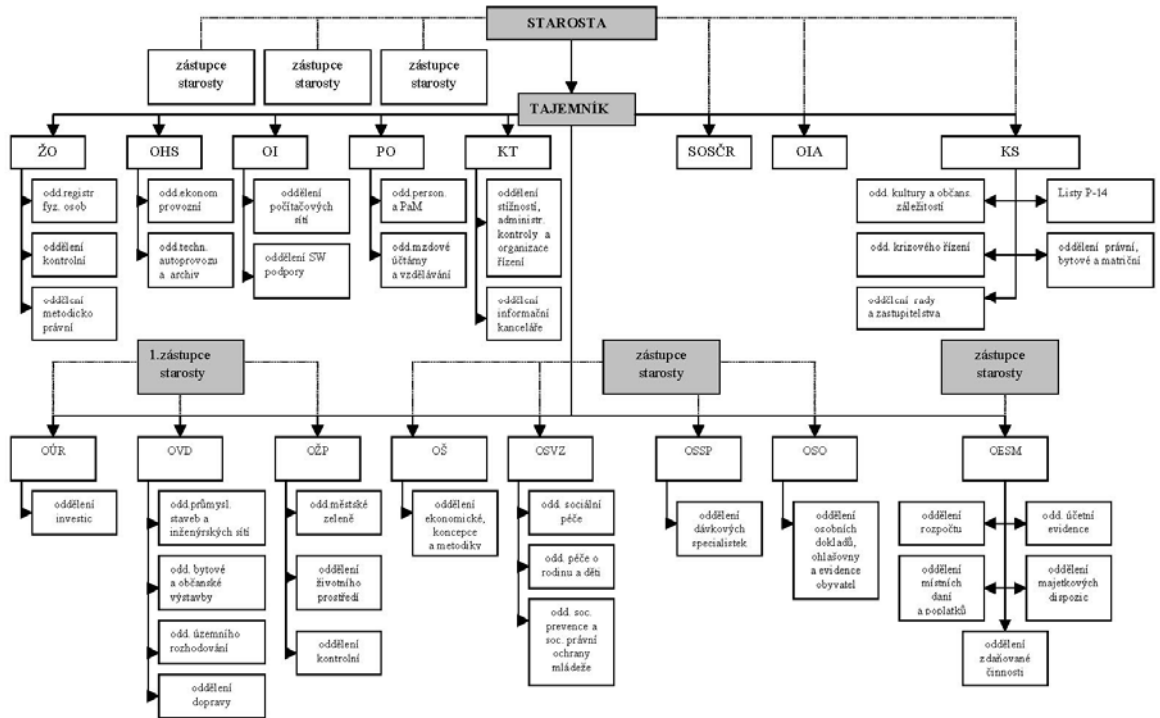 STAROSTA
zástupce
starosty
zástupce
starosty
zástupce
starosty
TAJEMNÍK
ŽO
OHS
OI
PO
KT
SOSČR
OIA
KS
odd.registr
fyz. osob
oddělení
kontrolní
oddělení
metodicko
právní
odd.ekonom
provozní
odd.techn.
autoprovozu
a archiv
oddělení
počítačových
sítí
oddělení SW
podpory
odd.person.
a PaM
odd.mzdové
účtárny
a vzdělávání
oddělení
stížností,
administr.
kontroly a
organizace
řízení
oddělení
informační
kanceláře
odd. kultury a občans.
záležitostí
Listy P-14
odd. krizového řízení
oddělení právní,
bytové a matriční
oddělení rady
a zastupitelstva
1.zástupce
starosty
zástupce
starosty
zástupce
starosty
OÚR
OVD
OŽP
OŠ
OSVZ
OSSP
OSO
OESM
oddělení
investic
odd.průmysl.
staveb a
inženýrských sítí
odd. bytové
a občanské
výstavby
odd. územního
rozhodování
oddělení
dopravy
odd.městské
zeleně
oddělení
životního
prostředí
oddělení
kontrolní
oddělení
ekonomické,
koncepce
a metodiky
odd. sociální
péče
odd. péče o
rodinu a děti
odd. soc.
prevence a
soc. právní
ochrany
mládeže
oddělení
dávkových
specialistek
oddělení
osobních
dokladů,
ohlašovny
a evidence
obyvatel
oddělení
rozpočtu
odd. účetní
evidence
oddělení
místních
daní
a poplatků
oddělení
majetkových
dispozic
oddělení
zdaňované
činnosti